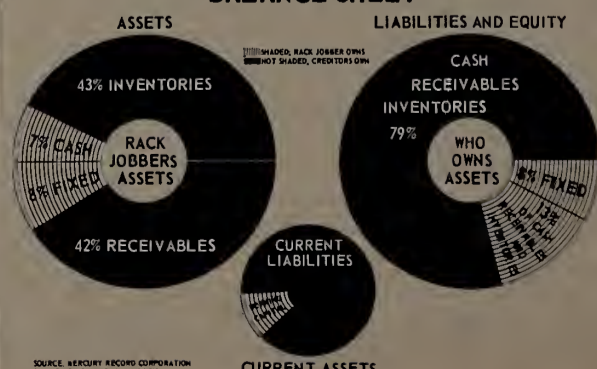 ASSETS
LIABILITIES AND EQUITY
SHADED, RACK JOBBER OWNS
NOT SHADED, CREDITORS OWN
43% INVENTORIES
7% CASH
8% FIXED
RACK
JOBBERS
ASSETS
42% RECEIVABLES
CASH
RECEIVABLES
INVENTORIES
79%
WHO
OWNS
ASSETS
8% FIXED
13%
CURRENT
LIABILITIES
CURRENT ASSETS
SOURCE. MERCURY RECORD CORPORATION